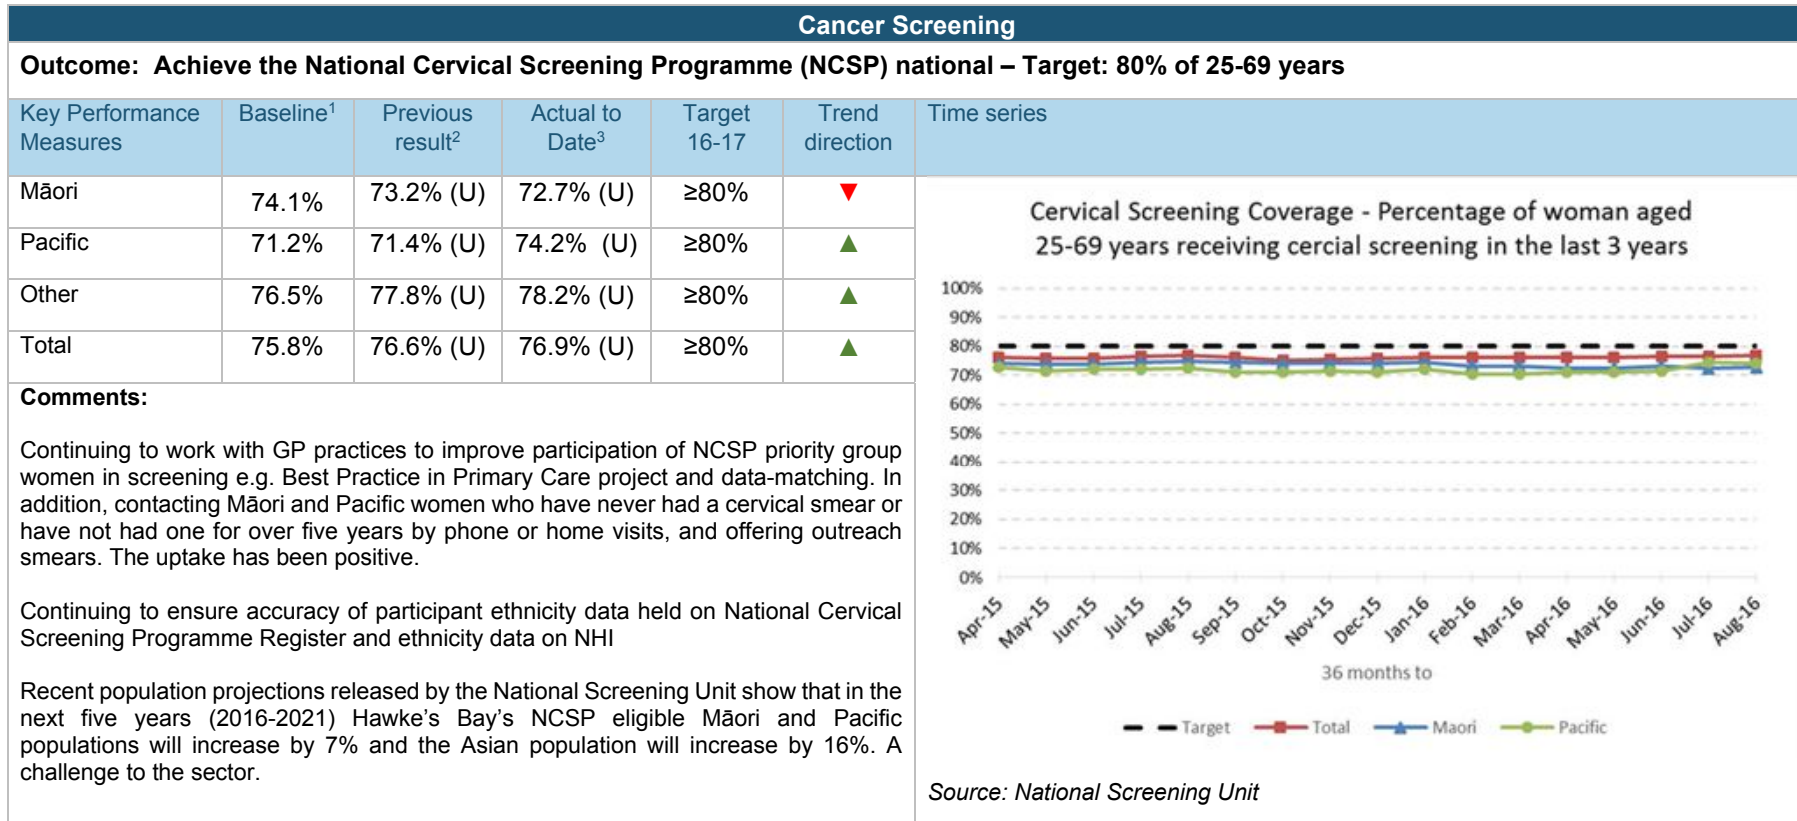 Cancer Screening
Outcome:  Achieve the National Cervical Screening Programme (NCSP) national – Target: 80% of 25-69 years
Key Performance Measures
Baseline1
Previous result2
Actual to Date3
Target 16-17
Trend direction
Time series
Māori 74.1% 73.2% (U) 72.7% (U) ≥80% ▼
Pacific 71.2% 71.4% (U) 74.2%  (U) ≥80% ▲
Other 76.5% 77.8% (U) 78.2% (U) ≥80% ▲
Total 75.8% 76.6% (U) 76.9% (U) ≥80% ▲
Comments:
Continuing to work with GP practices to improve participation of NCSP priority group
women in screening e.g. Best Practice in Primary Care project and data-matching. In
addition, contacting Māori and Pacific women who have never had a cervical smear or
have not had one for over five years by phone or home visits, and offering outreach
smears. The uptake has been positive.
Continuing to ensure accuracy of participant ethnicity data held on National Cervical
Screening Programme Register and ethnicity data on NHI
Recent population projections released by the National Screening Unit show that in the
next five years (2016-2021) Hawke's Bay's NCSP eligible Māori and Pacific
populations will increase by 7% and the Asian population will increase by 16%. A
challenge to the sector.
Cervical Screening Coverage - Percentage of woman aged
25-69 years receiving cercial screening in the last 3 years
100%
90%
80%
70%
60%
50%
40%
30%
20%
10%
0%
Apr-15 May-15 Jun-15 Jul-15 Aug-15 Sep-15 Oct-15 Nov-15 Dec-15 Jan-16 Feb-16 Mar-16 Apr-16 May-16 Jun-16 Jul-16 Aug-16
36 months to
Target Total Maori Pacific
Source: National Screening Unit